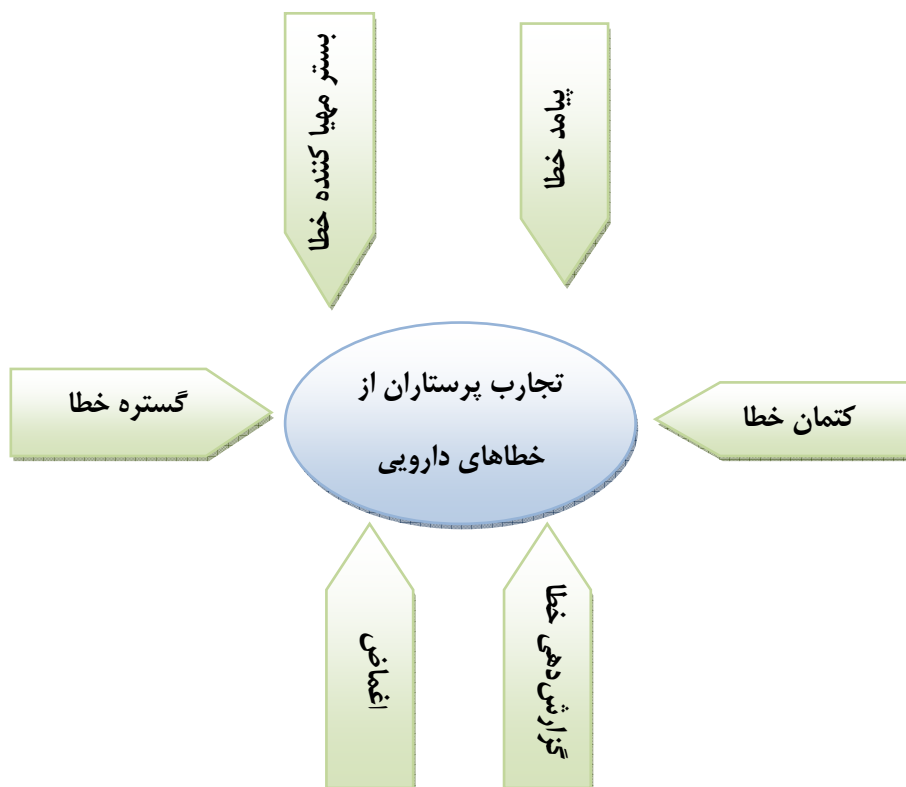 پیامد خطا
بستر مهیا کننده خطا
تجارب پرستاران از
خطاهای دارویی
کتمان خطا
گستره خطا
گزارش‌دهی خطا
اغماض